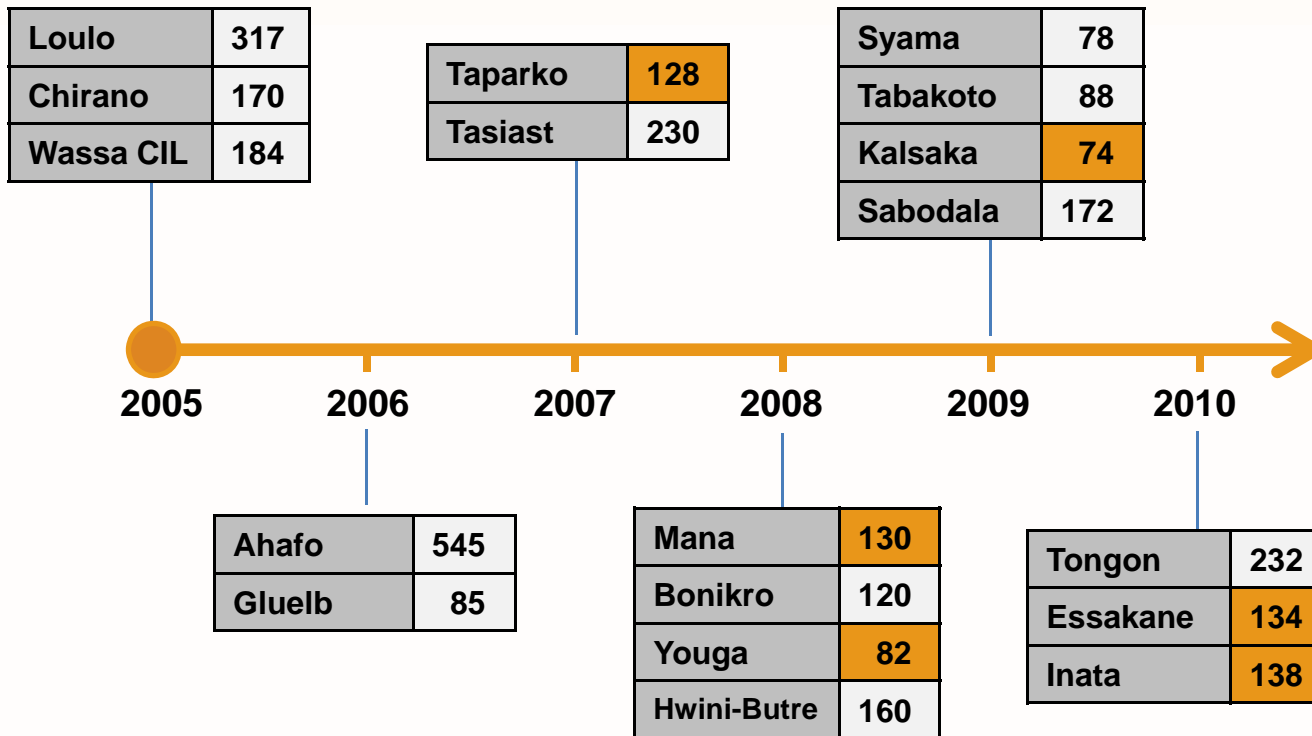 Loulo 317
Chirano 170
Wassa CIL 184
Taparko 128
Tasiast 230
Syama 78
Tabakoto 88
Kalsaka 74
Sabodala 172
2005 2006 2007 2008 2009 2010
Ahafo 545
Gluelb 85
Mana 130
Bonikro 120
Youga 82
Hwini-Butre 160
Tongon 232
Essakane 134
Inata 138